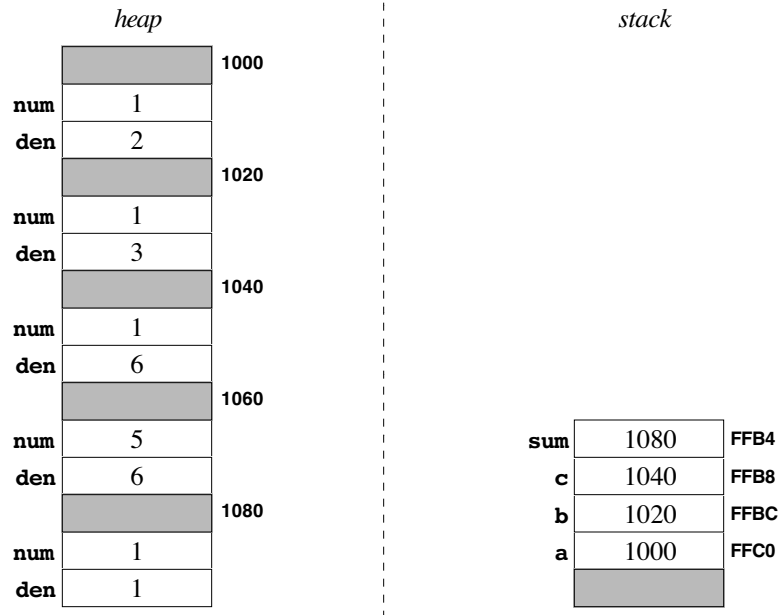 heap
1000
num 1
den 2
1020
num 1
den 3
1040
num 1
den 6
1060
num 5
den 6
1080
num 1
den 1
stack
sum 1080 FFB4
c 1040 FFB8
b 1020 FFBC
a 1000 FFC0